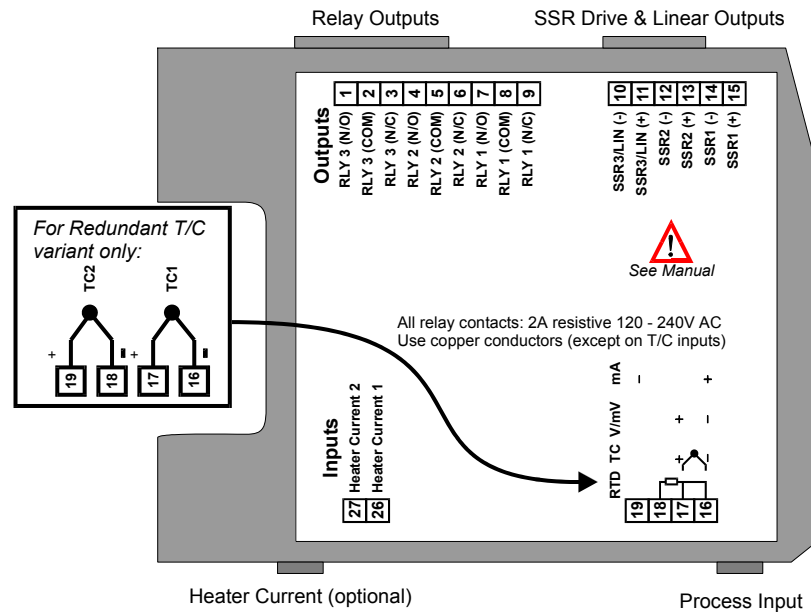 Relay Outputs
SSR Drive & Linear Outputs
1 2 3 4 5 6 7 8 9
10 11 12 13 14 15
Outputs
RLY 3 (N/O)
RLY 3 (COM)
RLY 3 (N/C)
RLY 2 (N/O)
RLY 2 (COM)
RLY 2 (N/C)
RLY 1 (N/O)
RLY 1 (COM)
RLY 1 (N/C)
SSR3/LIN (-)
SSR3/LIN (+)
SSR2 (-)
SSR2 (+)
SSR1 (-)
SSR1 (+)
!
See Manual
For Redundant T/C
variant only:
TC2
TC1
+ - + -
19 18 17 16
All relay contacts: 2A resistive 120 - 240V AC
Use copper conductors (except on T/C inputs)
Inputs
Heater Current 2
Heater Current 1
27 26
mA
− +
V/mV
+ −
TC
+ −
RTD
19 18 17 16
Heater Current (optional)
Process Input